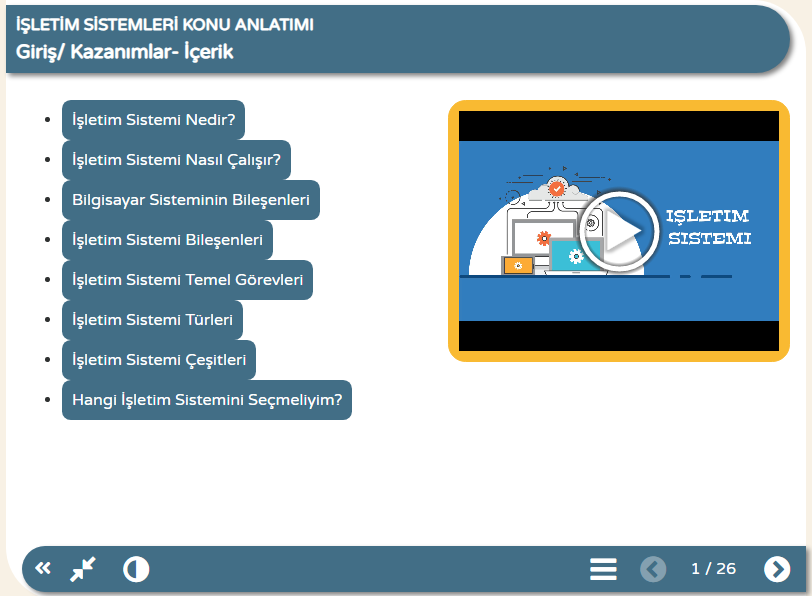 İŞLETİM SİSTEMLERİ KONU ANLATIMI
Giriş/ Kazanımlar- İçerik
İşletim Sistemi Nedir?
İşletim Sistemi Nasıl Çalışır?
Bilgisayar Sisteminin Bileşenleri
İşletim Sistemi Bileşenleri
İşletim Sistemi Temel Görevleri
İşletim Sistemi Türleri
İşletim Sistemi Çeşitleri
Hangi İşletim Sistemini Seçmeliyim?
IŞLETIM
SISTEMI
1 / 26